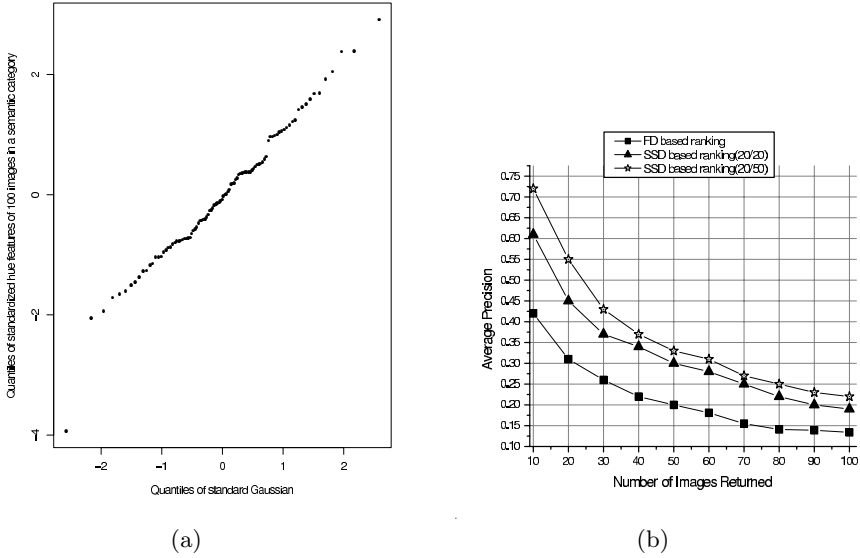 Quantiles of standardized hue features of 100 images in a semantic category
2
0
−2
−4
−2 −1 0 1 2
Quantiles of standard Gaussian
(a)
FD based ranking
SSD based ranking(20/20)
SSD based ranking(20/50)
Average Precision
0.75
0.70
0.65
0.60
0.55
0.50
0.45
0.40
0.35
0.30
0.25
0.20
0.15
0.10
10 20 30 40 50 60 70 80 90 100
Number of Images Returned
(b)